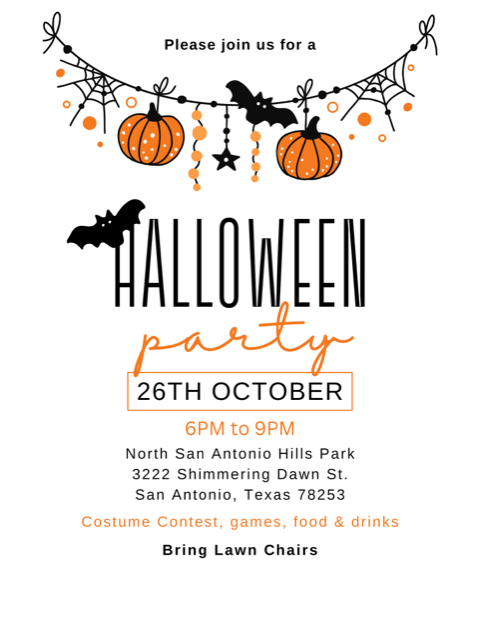 Please join us for a
HALLOWEEN
party
26TH OCTOBER
6PM to 9PM
North San Antonio Hills Park
3222 Shimmering Dawn St.
San Antonio, Texas 78253
Costume Contest, games, food & drinks
Bring Lawn Chairs